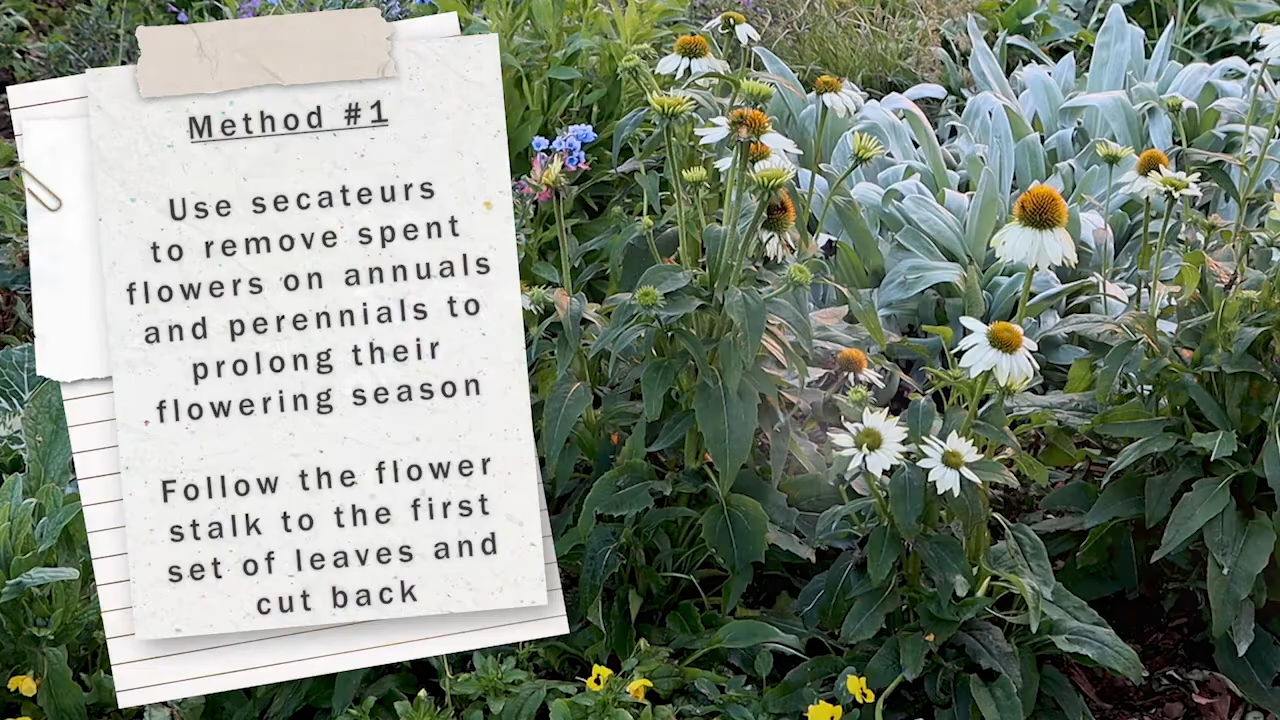 Method #1
Use secateurs
to remove spent
flowers on annuals
and perennials to
prolong their
flowering season
Follow the flower
stalk to the first
set of leaves and
cut back